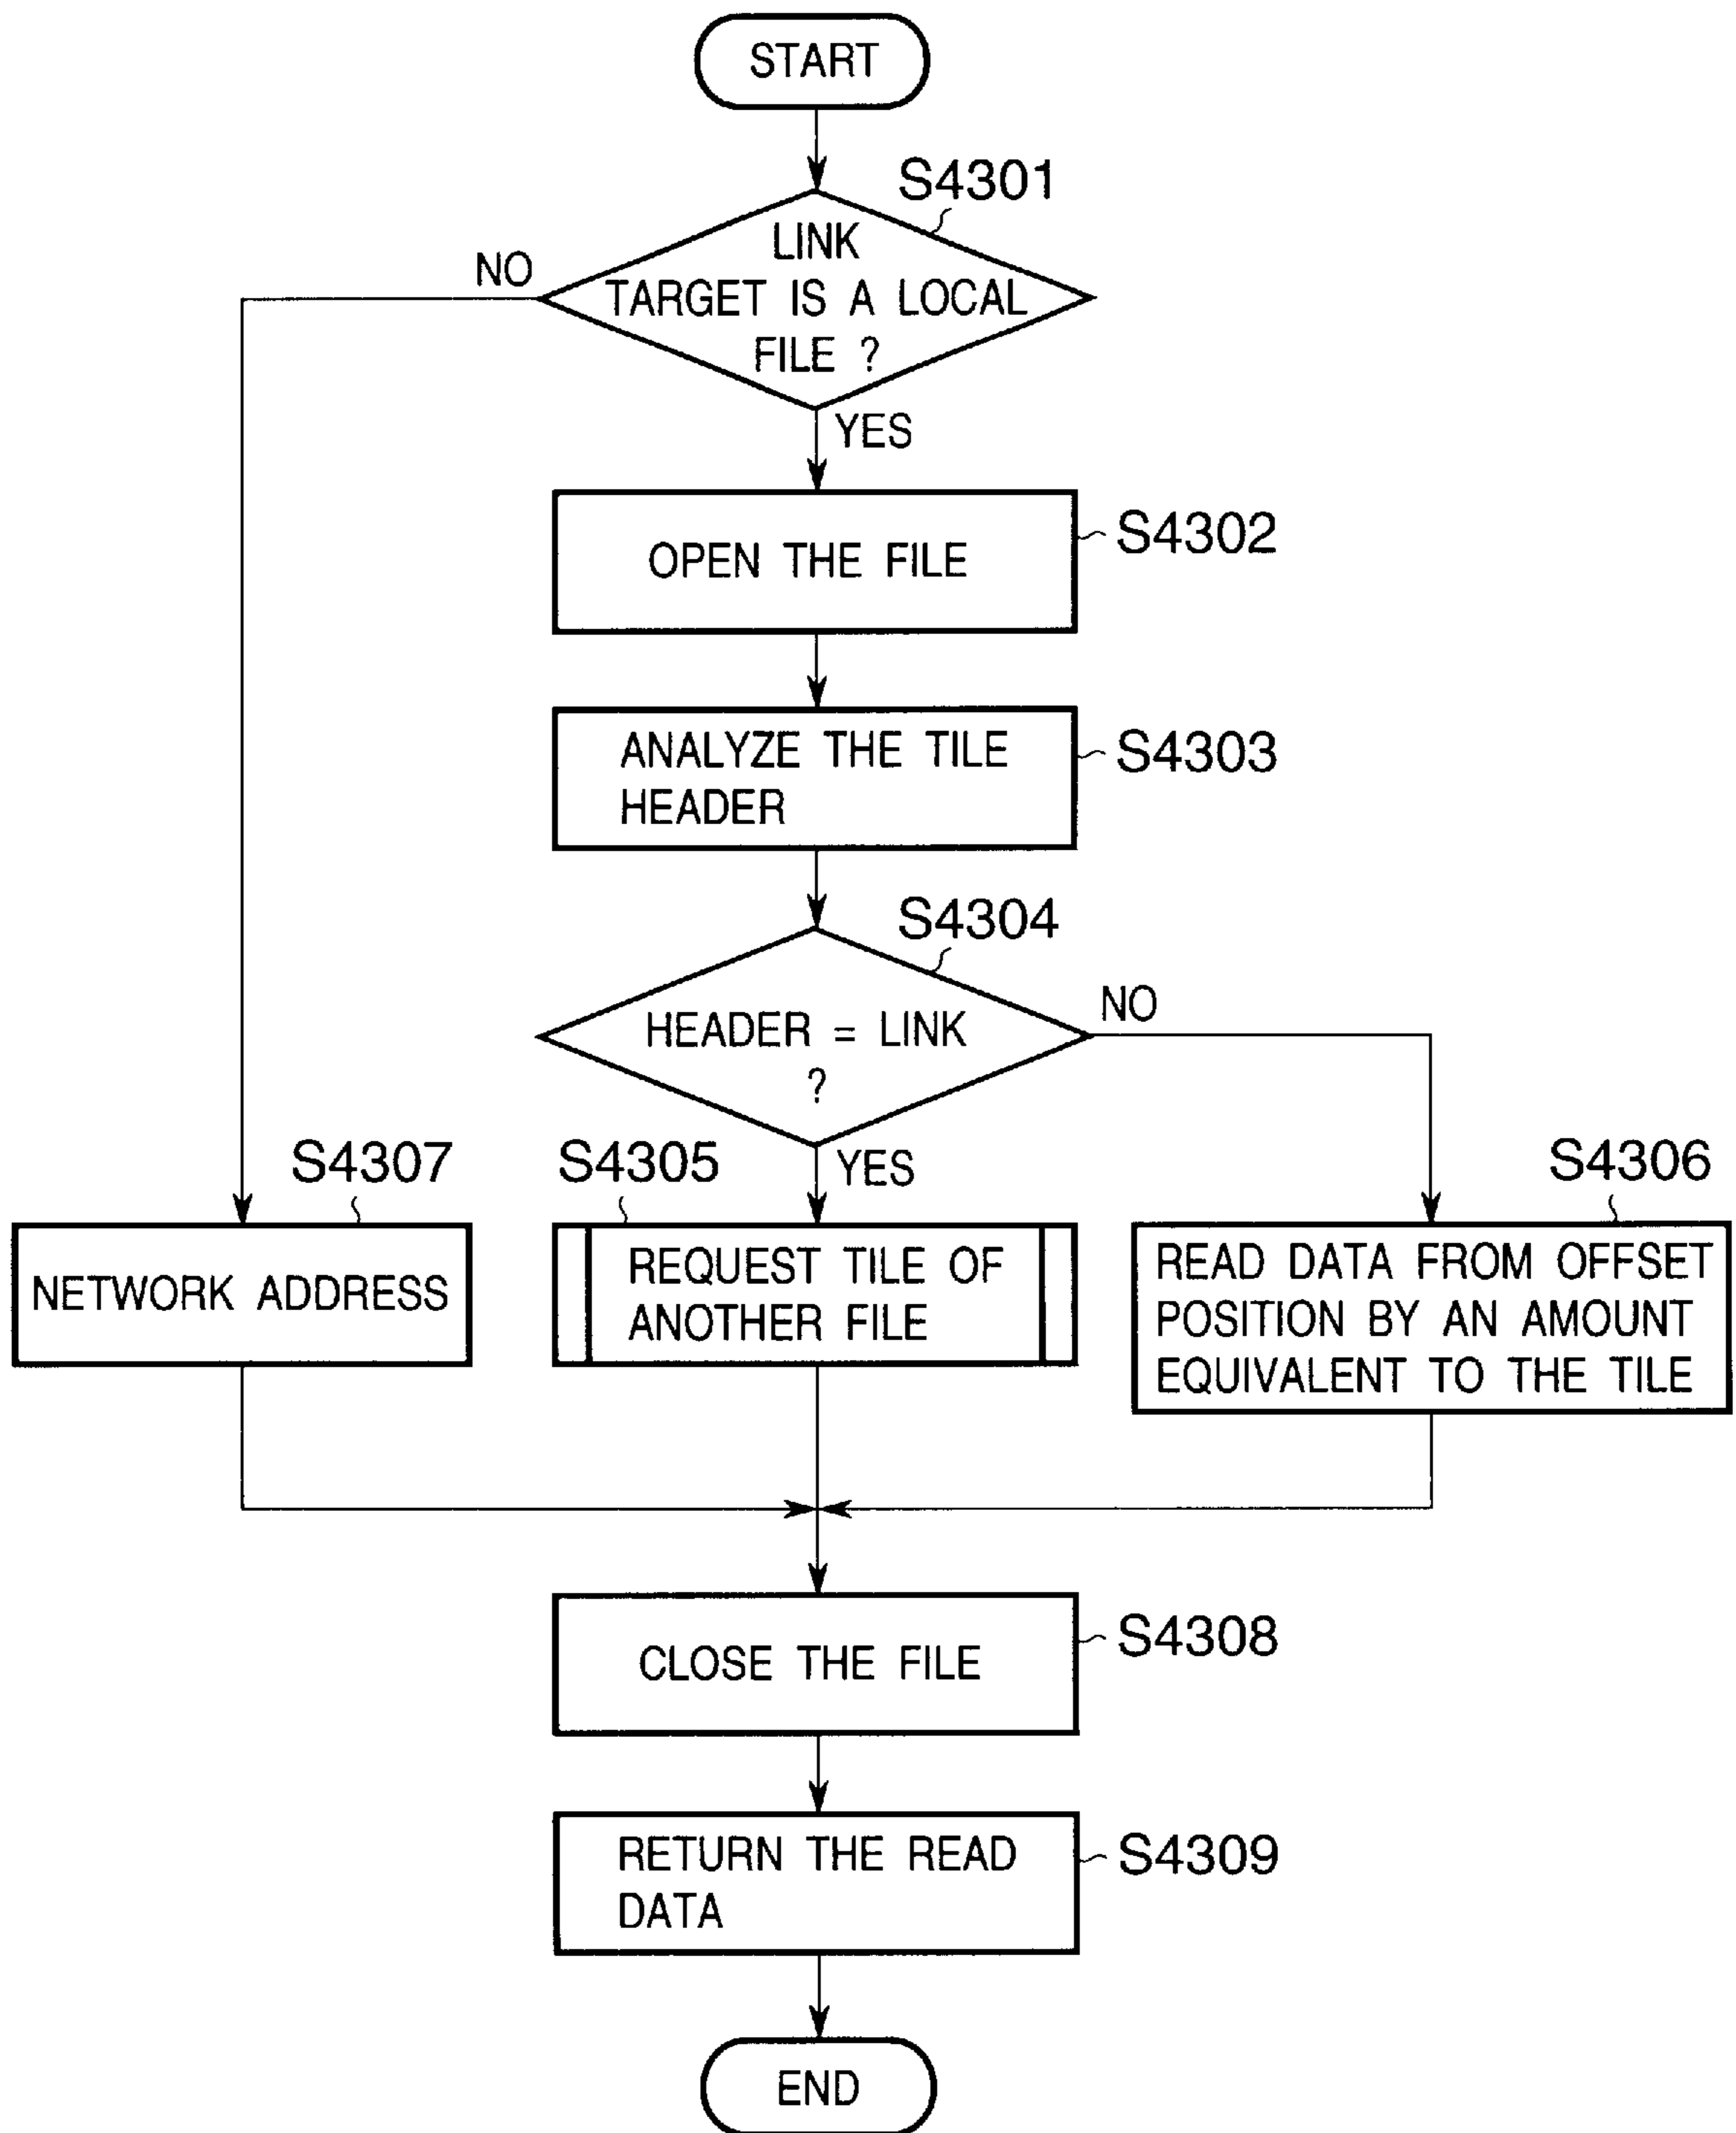 START
S4301
LINK
TARGET IS A LOCAL
FILE ?
NO
YES
OPEN THE FILE
S4302
ANALYZE THE TILE
HEADER
S4303
S4304
HEADER = LINK
?
NO
YES
S4307
NETWORK ADDRESS
S4305
REQUEST TILE OF
ANOTHER FILE
S4306
READ DATA FROM OFFSET
POSITION BY AN AMOUNT
EQUIVALENT TO THE TILE
CLOSE THE FILE
S4308
RETURN THE READ
DATA
S4309
END